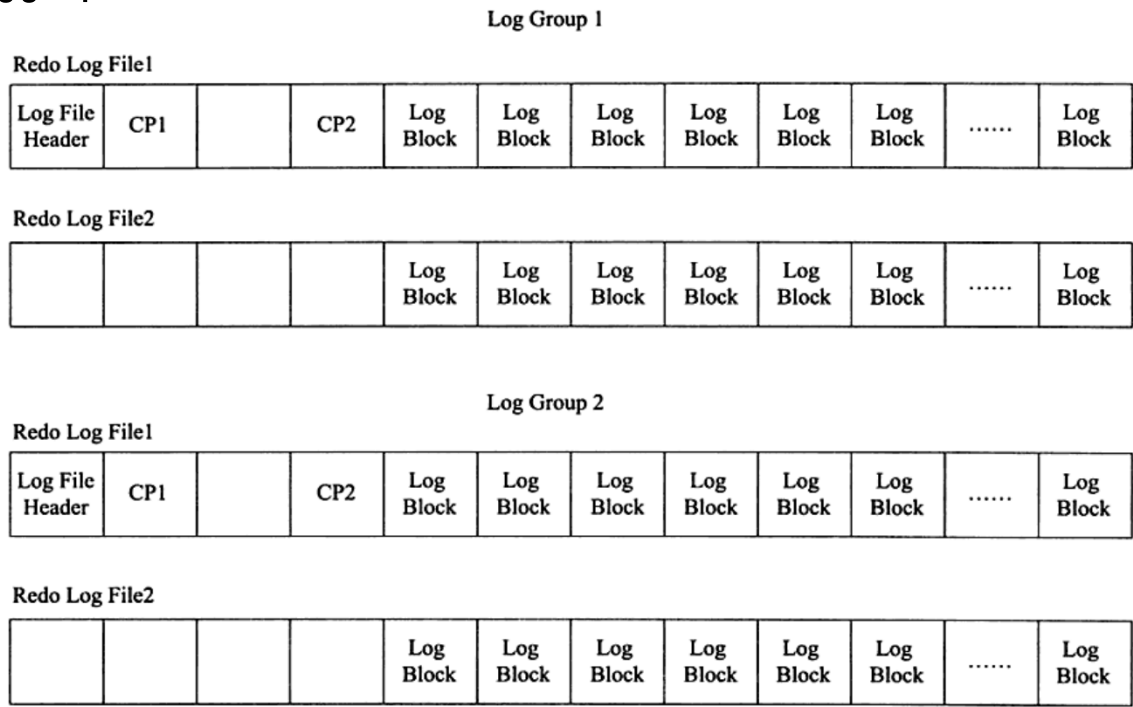 Log Group 1
Redo Log File1
Log File Header CP1 CP2 Log Block Log Block Log Block Log Block Log Block Log Block ...... Log Block
Redo Log File2
Log Block Log Block Log Block Log Block Log Block Log Block ...... Log Block
Log Group 2
Redo Log File1
Log File Header CP1 CP2 Log Block Log Block Log Block Log Block Log Block Log Block ...... Log Block
Redo Log File2
Log Block Log Block Log Block Log Block Log Block Log Block ...... Log Block